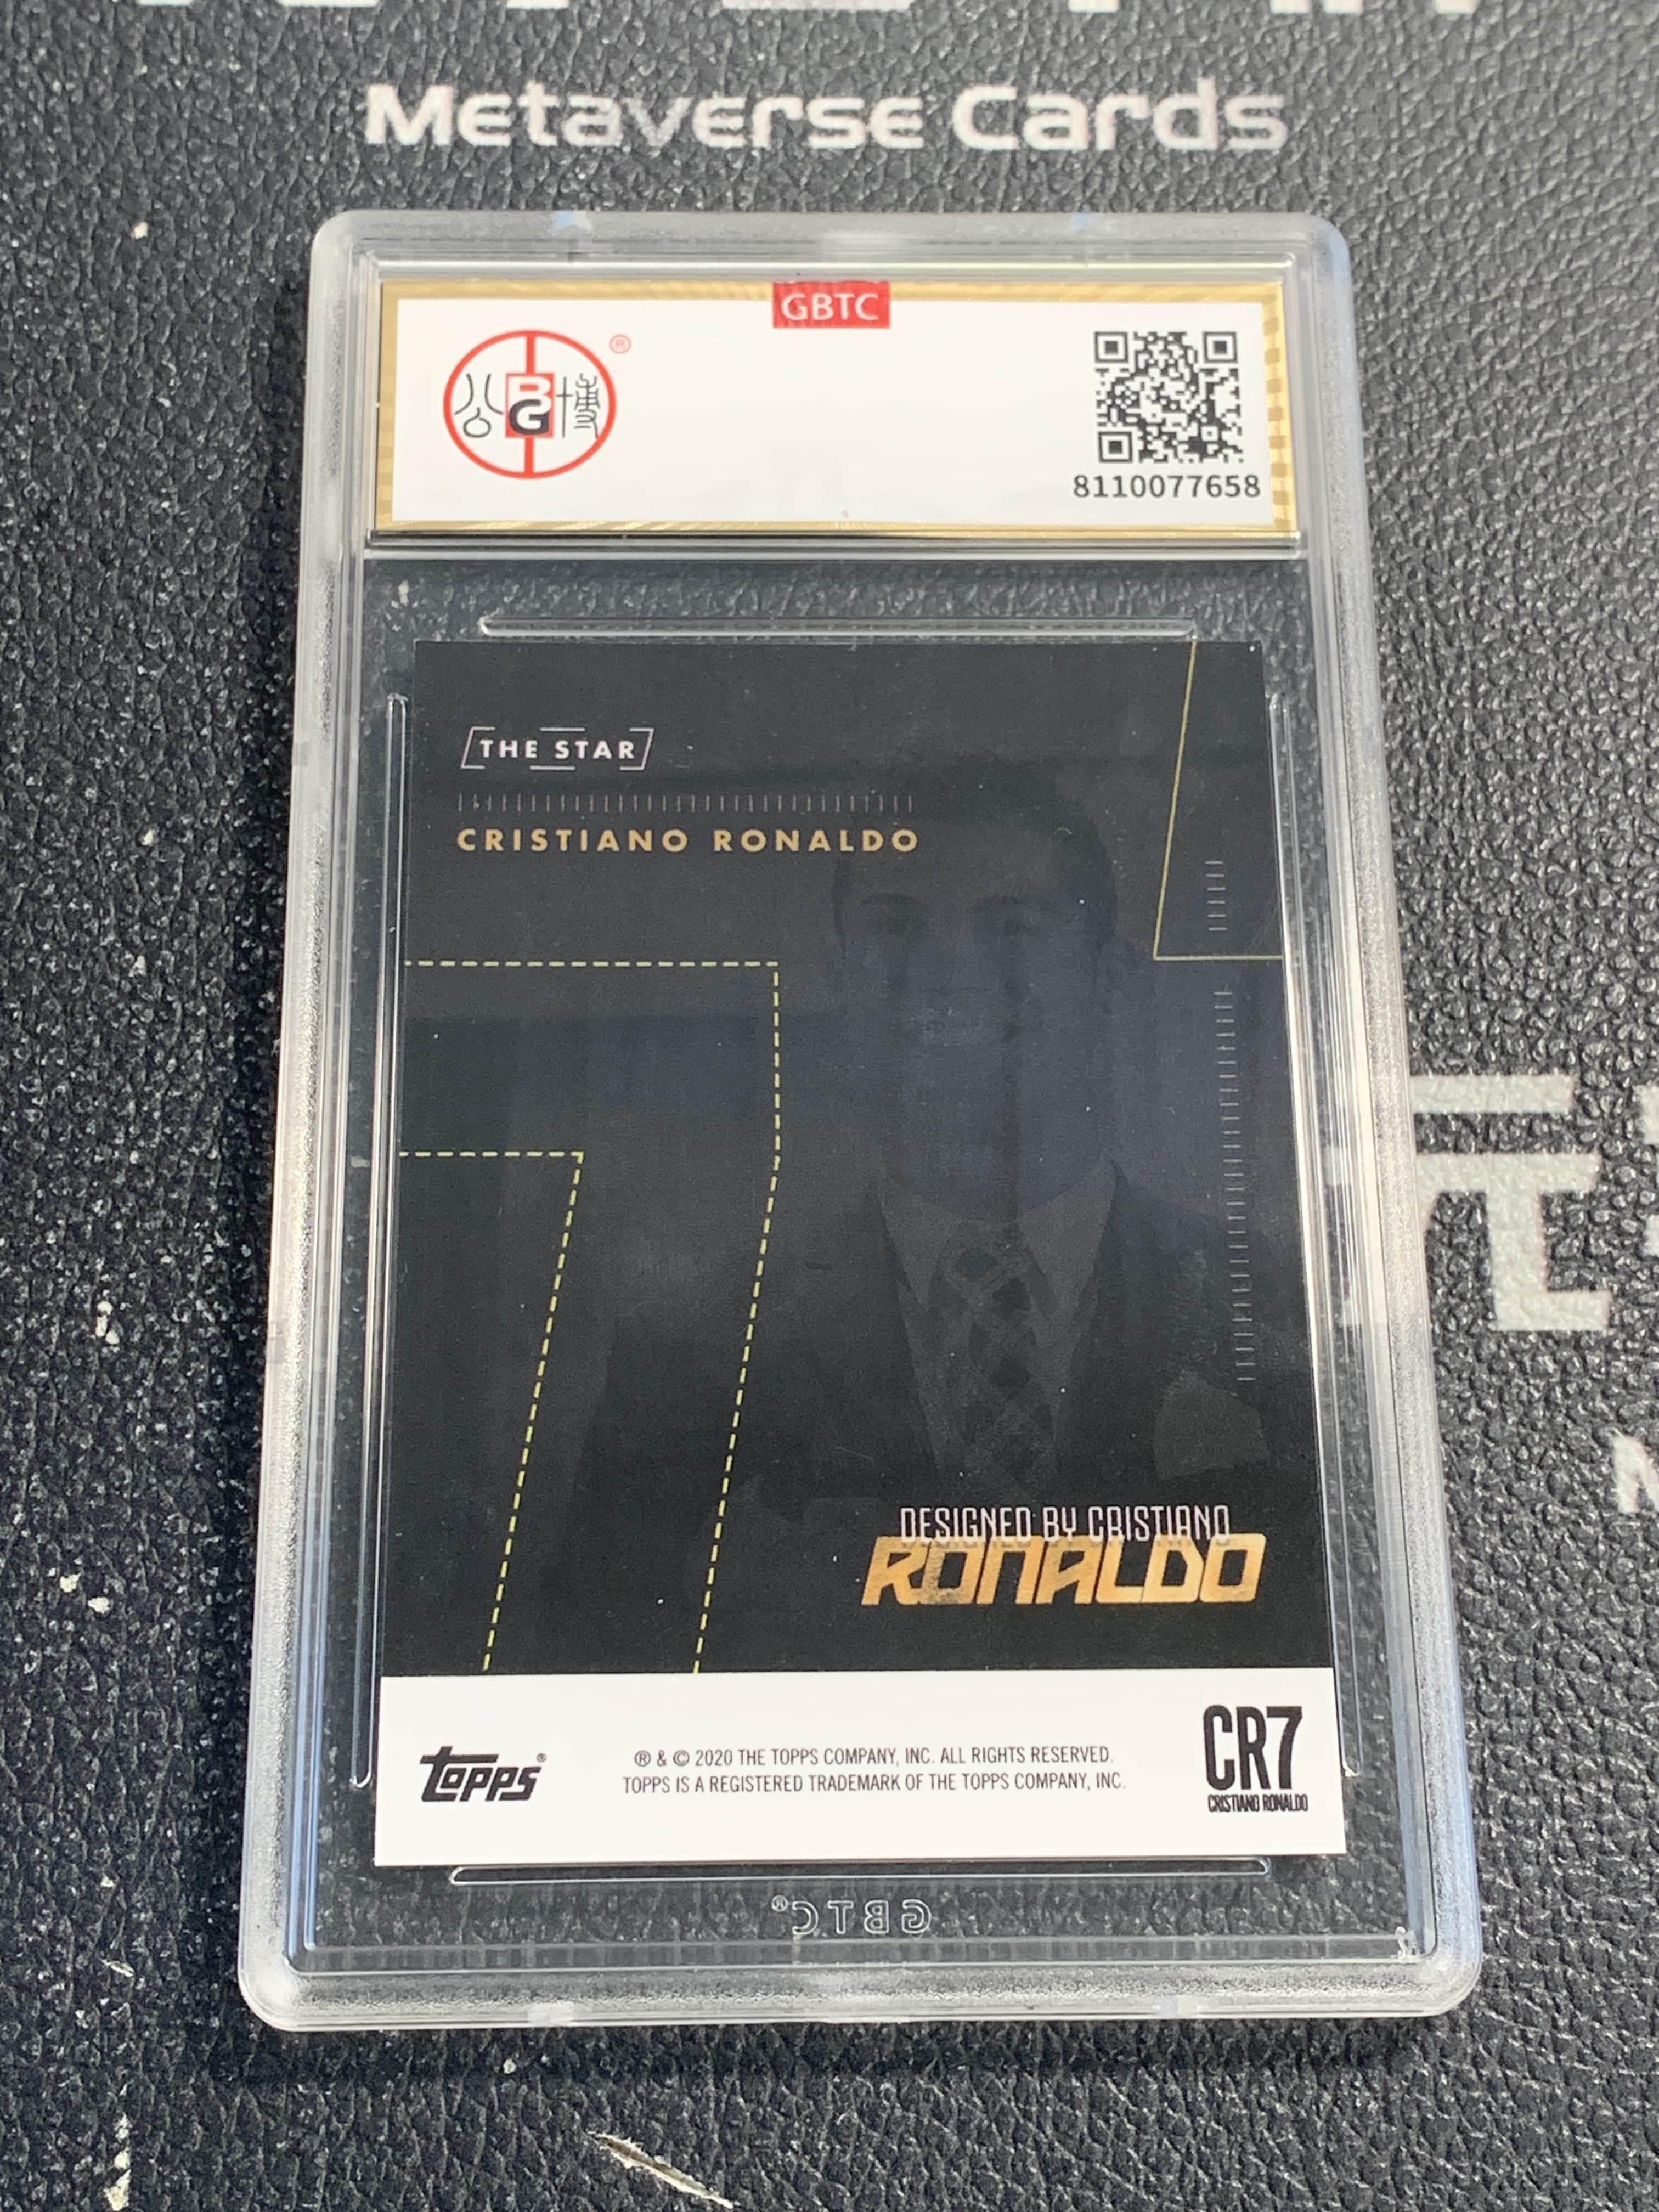 Metaverse Cards
GBTC
公 BG 博 ®
8110077658
THE STAR
CRISTIANO RONALDO
DESIGNED BY CRISTIANO
RONALDO
topps®
® & © 2020 THE TOPPS COMPANY, INC. ALL RIGHTS RESERVED.
TOPPS IS A REGISTERED TRADEMARK OF THE TOPPS COMPANY, INC.
CR7
CRISTIANO RONALDO
GBTC®